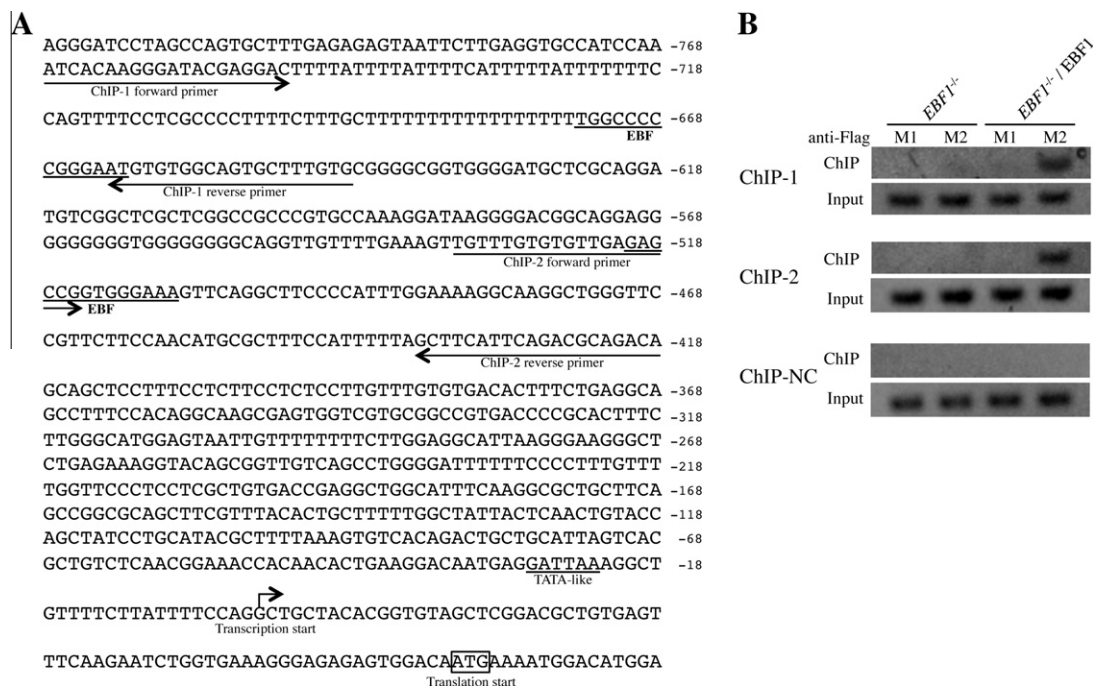 A
AGGGATCCTAGCCAGTGCTTTGAGAGAGTAATTCTTGAGGTGCCATCCAA -768
ATCACAAGGGATACGAGGACTTTTATTTTATTTTCATTTTTATTTTTTTC -718
ChIP-1 forward primer
CAGTTTTCCTCGCCCCTTTTCTTTGCTTTTTTTTTTTTTTTTTTTGGCCCC -668
EBF
CGGGAATGTGTGGCAGTGCTTTGTGCGGGGCGGTGGGGATGCTCGCAGGA -618
ChIP-1 reverse primer
TGTCGGCTCGCTCGGCCGCCCGTGCCAAAGGATAAGGGGACGGCAGGAGG -568
GGGGGGGTGGGGGGGGCAGGTTGTTTTGAAAGTTGTTTGTGTGTTGAGAG -518
ChIP-2 forward primer
CCGGTGGGAAAGTTCAGGCTTCCCCATTTGGAAAAGGCAAGGCTGGGTTC -468
EBF
CGTTCTTCCAACATGCGCTTTCCATTTTTAGCTTCATTCAGACGCAGACA -418
ChIP-2 reverse primer
GCAGCTCCTTTCCTCTTCCTCTCCTTGTTTGTGTGACACTTTCTGAGGCA -368
GCCTTTCCACAGGCAAGCGAGTGGTCGTGCGGCCGTGACCCCGCACTTTC -318
TTGGGCATGGAGTAATTGTTTTTTTTCTTGGAGGCATTAAGGGAAGGGCT -268
CTGAGAAAGGTACAGCGGTTGTCAGCCTGGGGATTTTTTCCCCTTTGTTT -218
TGGTTCCCTCCTCGCTGTGACCGAGGCTGGCATTTCAAGGCGCTGCTTCA -168
GCCGGCGCAGCTTCGTTTACACTGCTTTTTGGCTATTACTCAACTGTACC -118
AGCTATCCTGCATACGCTTTTAAAGTGTCACAGACTGCTGCATTAGTCAC -68
GCTGTCTCAACGGAAACCACAACACTGAAGGACAATGAGGATTAAAGGCT -18
TATA-like
GTTTTCTTATTTTCCAGGCTGCTACACGGTGTAGCTCGGACGCTGTGAGT
Transcription start
TTCAAGAATCTGGTGAAAGGGAGAGAGTGGACAATGAAAATGGACATGGA
Translation start
B
EBF1-/- EBF1-/- / EBF1
anti-Flag M1 M2 M1 M2
ChIP-1
ChIP
Input
ChIP-2
ChIP
Input
ChIP-NC
ChIP
Input